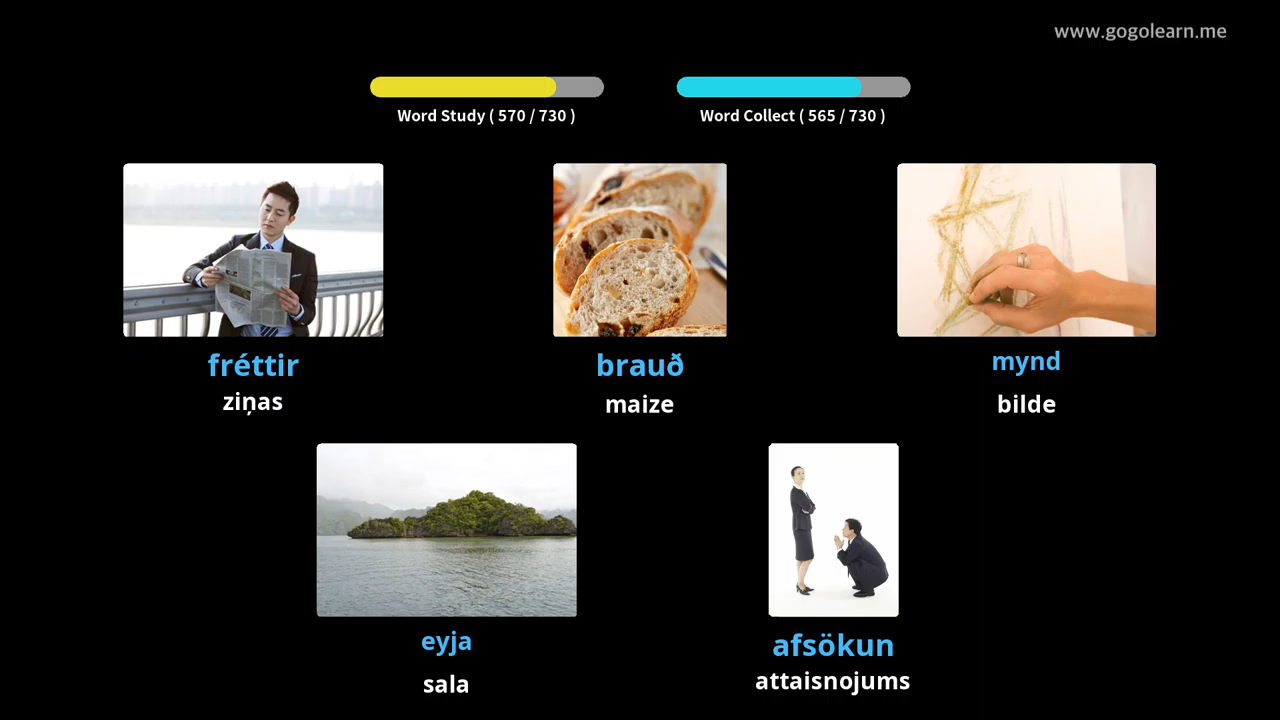 www.gogolearn.me
Word Study ( 570 / 730 )
Word Collect ( 565 / 730 )
fréttir
ziņas
brauð
maize
mynd
bilde
eyja
sala
afsökun
attaisnojums